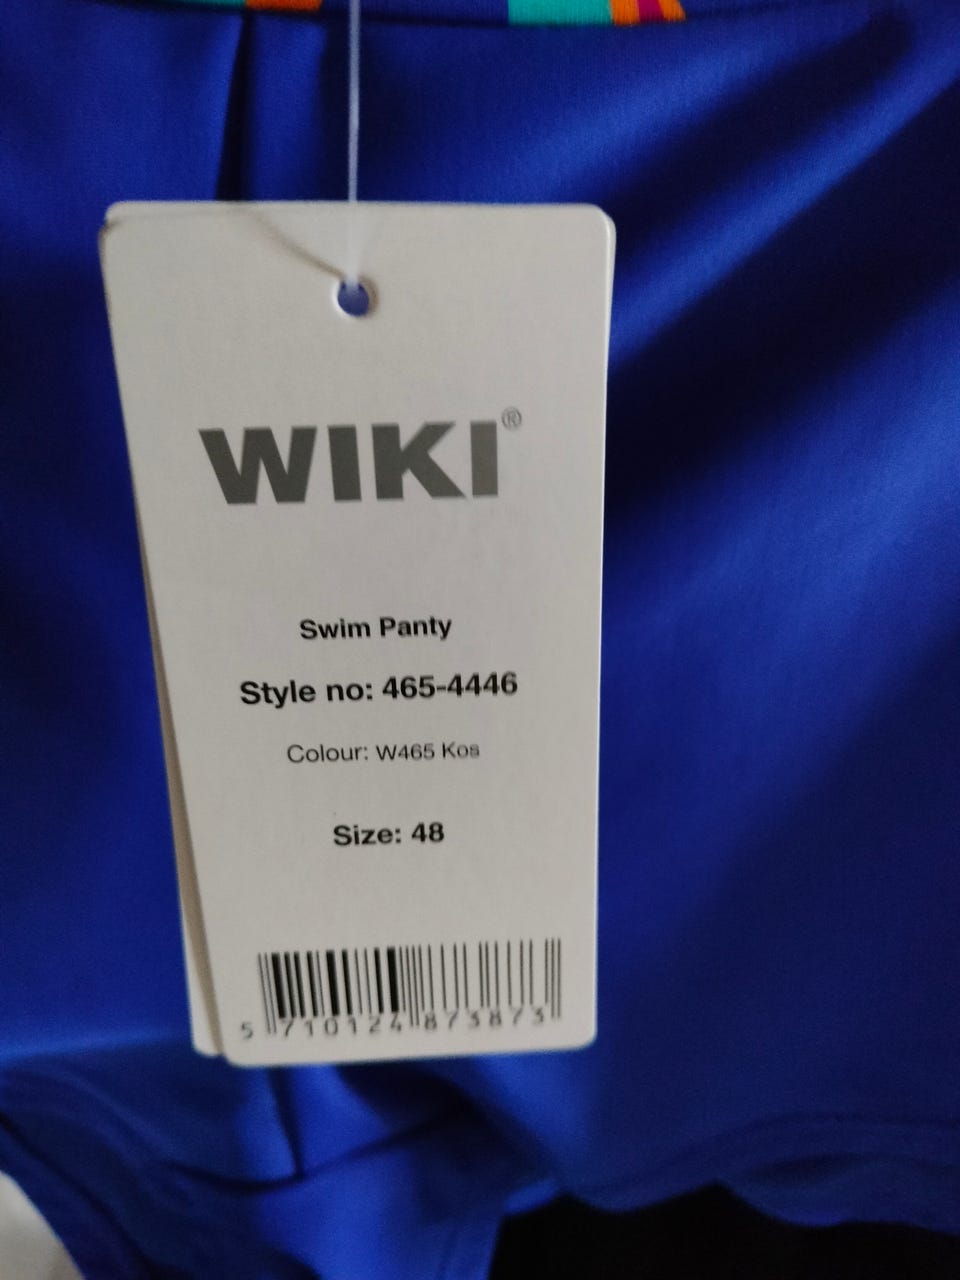 WIKI®
Swim Panty
Style no: 465-4446
Colour: W465 Kos
Size: 48
5 710124 873873